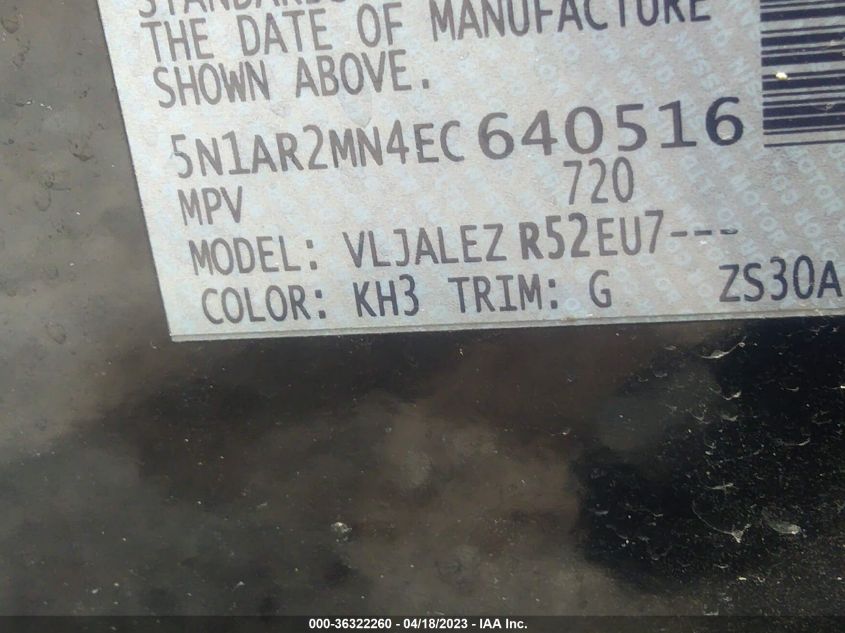 STANDARDS
THE DATE OF MANUFACTURE
SHOWN ABOVE.
5N1AR2MN4EC640516
MPV 720
MODEL: VLJALEZ R52EU7---
COLOR: KH3 TRIM: G ZS30A
000-36322260 - 04/18/2023 - IAA Inc.